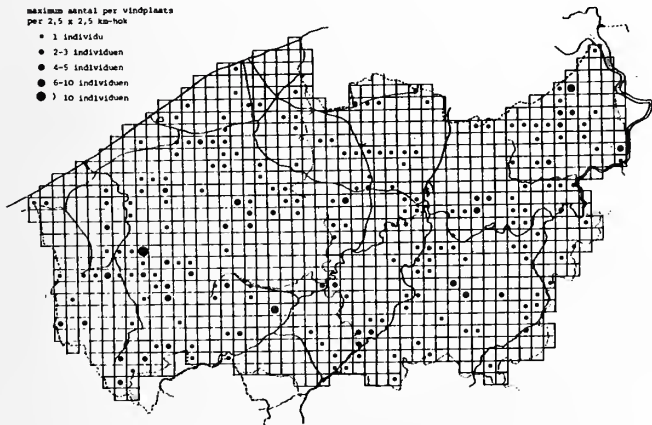 maximum aantal per vindplaats
per 2,5 x 2,5 km-hok
1 individu
2-3 individuen
4-5 individuen
6-10 individuen
> 10 individuen